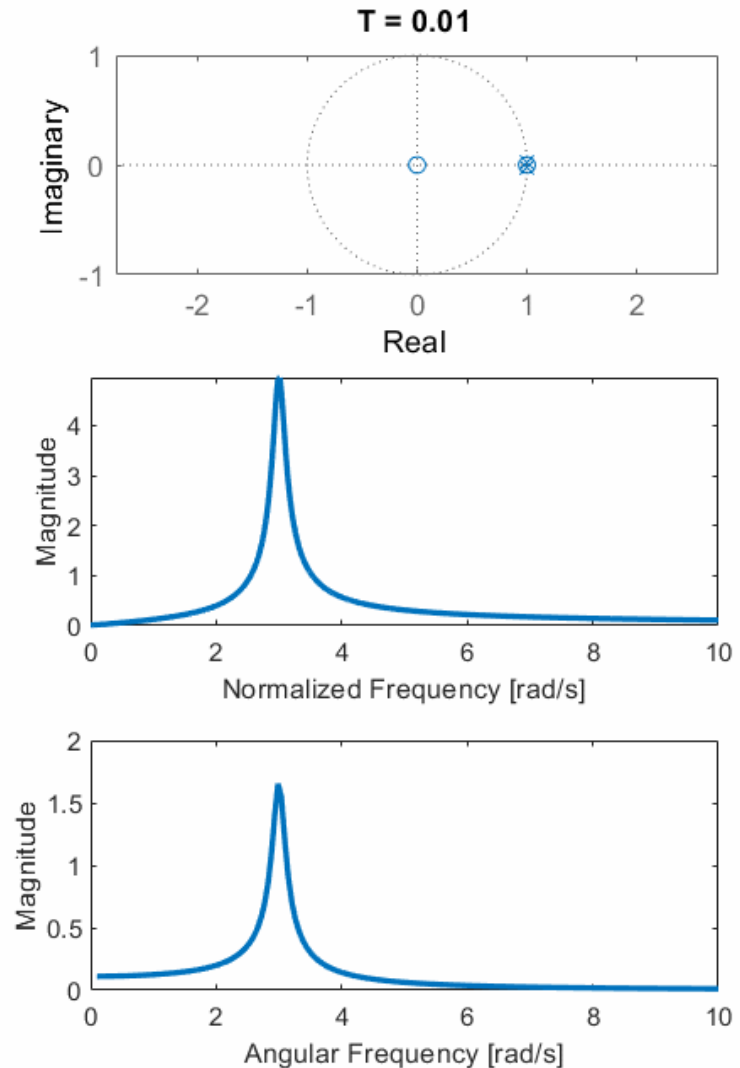 T = 0.01
1
0
-1
Imaginary
-2 -1 0 1 2
Real
4
3
2
1
0
Magnitude
0 2 4 6 8 10
Normalized Frequency [rad/s]
2
1.5
1
0.5
0
Magnitude
0 2 4 6 8 10
Angular Frequency [rad/s]